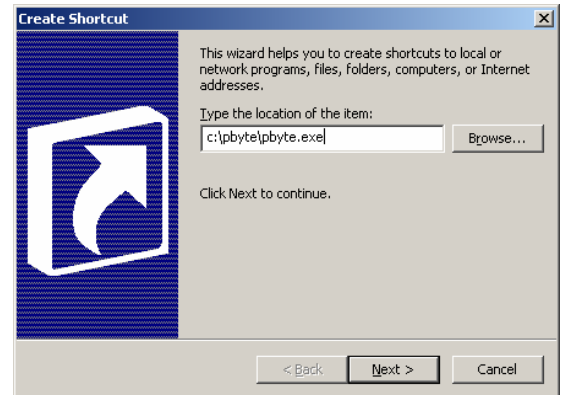 Create Shortcut
This wizard helps you to create shortcuts to local or
network programs, files, folders, computers, or Internet
addresses.
Type the location of the item:
c:\pbyte\pbyte.exe
Browse...
Click Next to continue.
< Back
Next >
Cancel